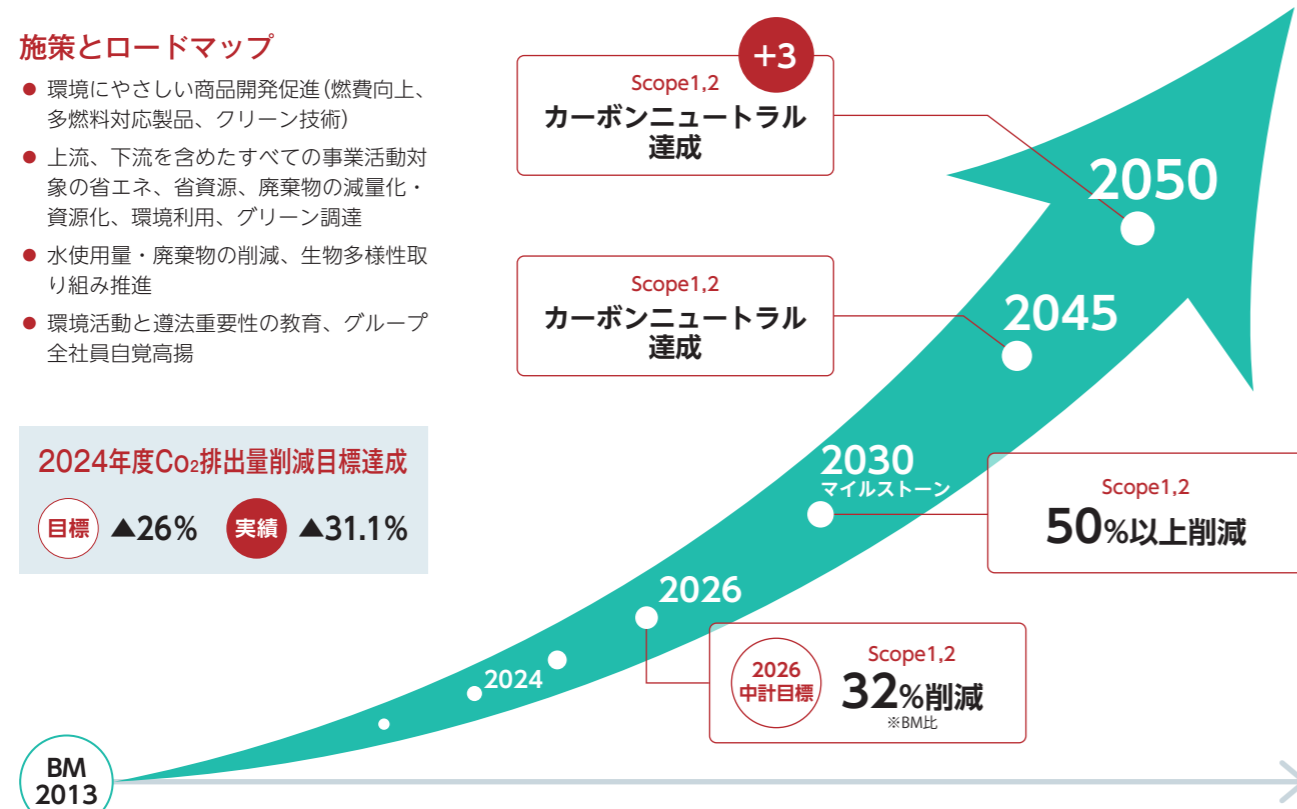 施策とロードマップ
● 環境にやさしい商品開発促進(燃費向上、
多燃料対応製品、クリーン技術)
● 上流、下流を含めたすべての事業活動対
象の省エネ、省資源、廃棄物の減量化・
資源化、環境利用、グリーン調達
● 水使用量・廃棄物の削減、生物多様性取
り組み推進
● 環境活動と遵法重要性の教育、グループ
全社員自覚高揚
2024年度Co₂排出量削減目標達成
目標 ▲26% 実績 ▲31.1%
+3
Scope1,2
カーボンニュートラル
達成
2050
Scope1,2
カーボンニュートラル
達成
2045
2030
マイルストーン
Scope1,2
50%以上削減
2026
2026
中計目標
Scope1,2
32%削減
※BM比
2024
BM
2013